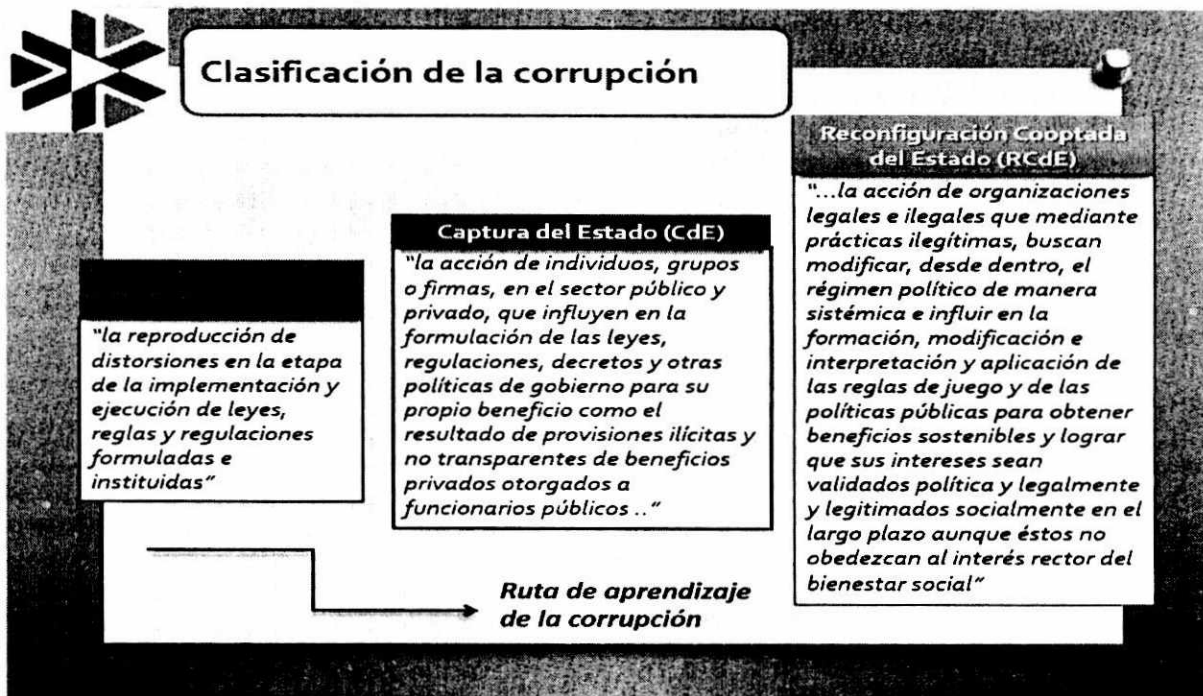 Clasificación de la corrupción
"la reproducción de
distorsiones en la etapa
de la implementación y
ejecución de leyes,
reglas y regulaciones
formuladas e
instituidas"
Captura del Estado (CdE)
"la acción de individuos, grupos
o firmas, en el sector público y
privado, que influyen en la
formulación de las leyes,
regulaciones, decretos y otras
políticas de gobierno para su
propio beneficio como el
resultado de provisiones ilícitas y
no transparentes de beneficios
privados otorgados a
funcionarios públicos .."
Reconfiguración Cooptada
del Estado (RCdE)
"...la acción de organizaciones
legales e ilegales que mediante
prácticas ilegítimas, buscan
modificar, desde dentro, el
régimen político de manera
sistémica e influir en la
formación, modificación e
interpretación y aplicación de
las reglas de juego y de las
políticas públicas para obtener
beneficios sostenibles y lograr
que sus intereses sean
validados política y legalmente
y legitimados socialmente en el
largo plazo aunque éstos no
obedezcan al interés rector del
bienestar social"
Ruta de aprendizaje
de la corrupción